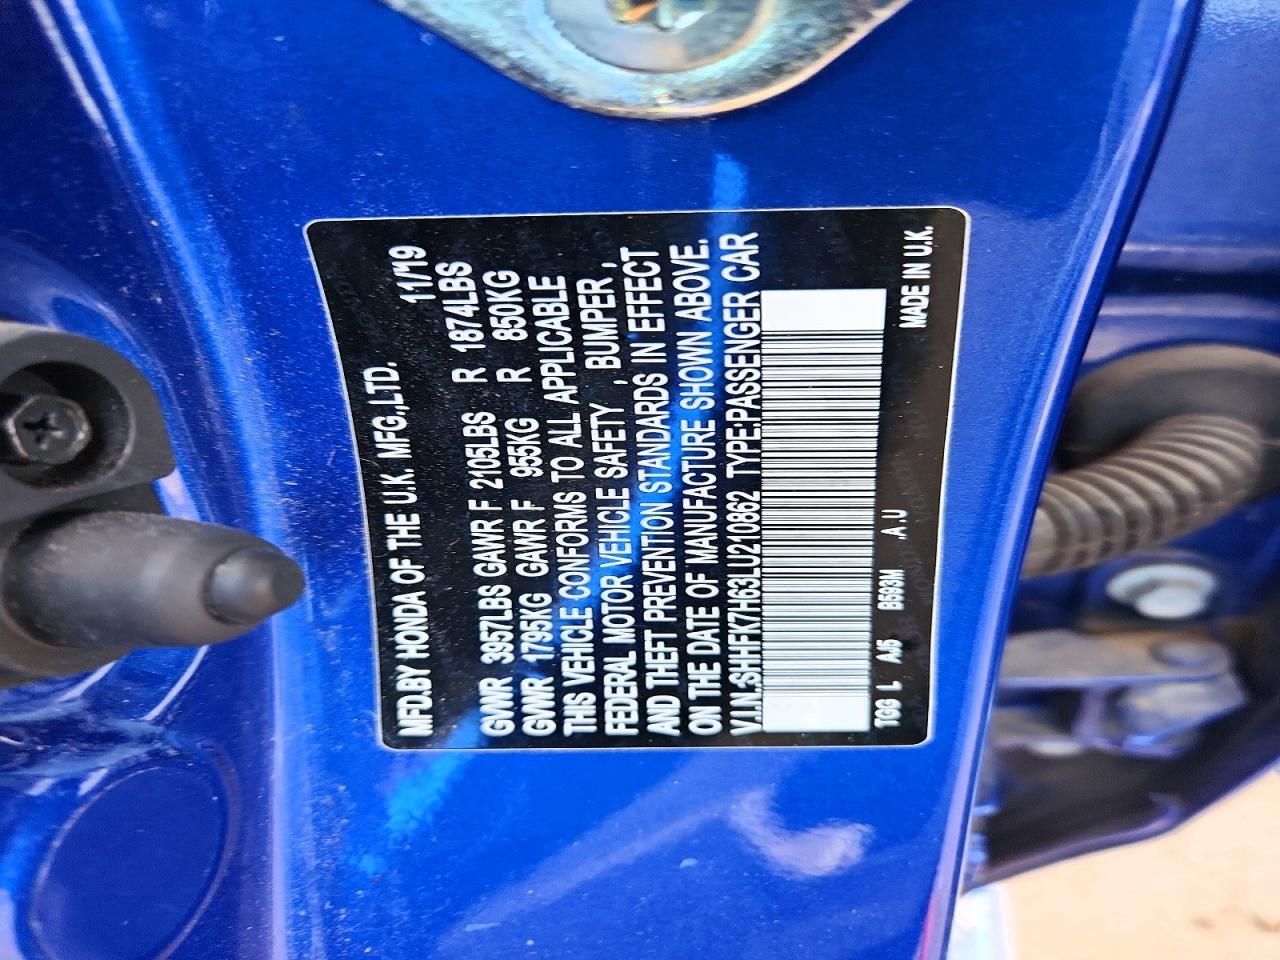 MFD.BY HONDA OF THE U.K. MFG.,LTD. 11/'19
GVWR 3957LBS GAWR F 2105LBS R 1874LBS
GVWR 1795KG GAWR F 955KG R 850KG
THIS VEHICLE CONFORMS TO ALL APPLICABLE
FEDERAL MOTOR VEHICLE SAFETY , BUMPER ,
AND THEFT PREVENTION STANDARDS IN EFFECT
ON THE DATE OF MANUFACTURE SHOWN ABOVE.
V.I.N.:SHHFK7H63LU210862 TYPE:PASSENGER CAR
TGG L A/5 B593M .A.U MADE IN U.K.